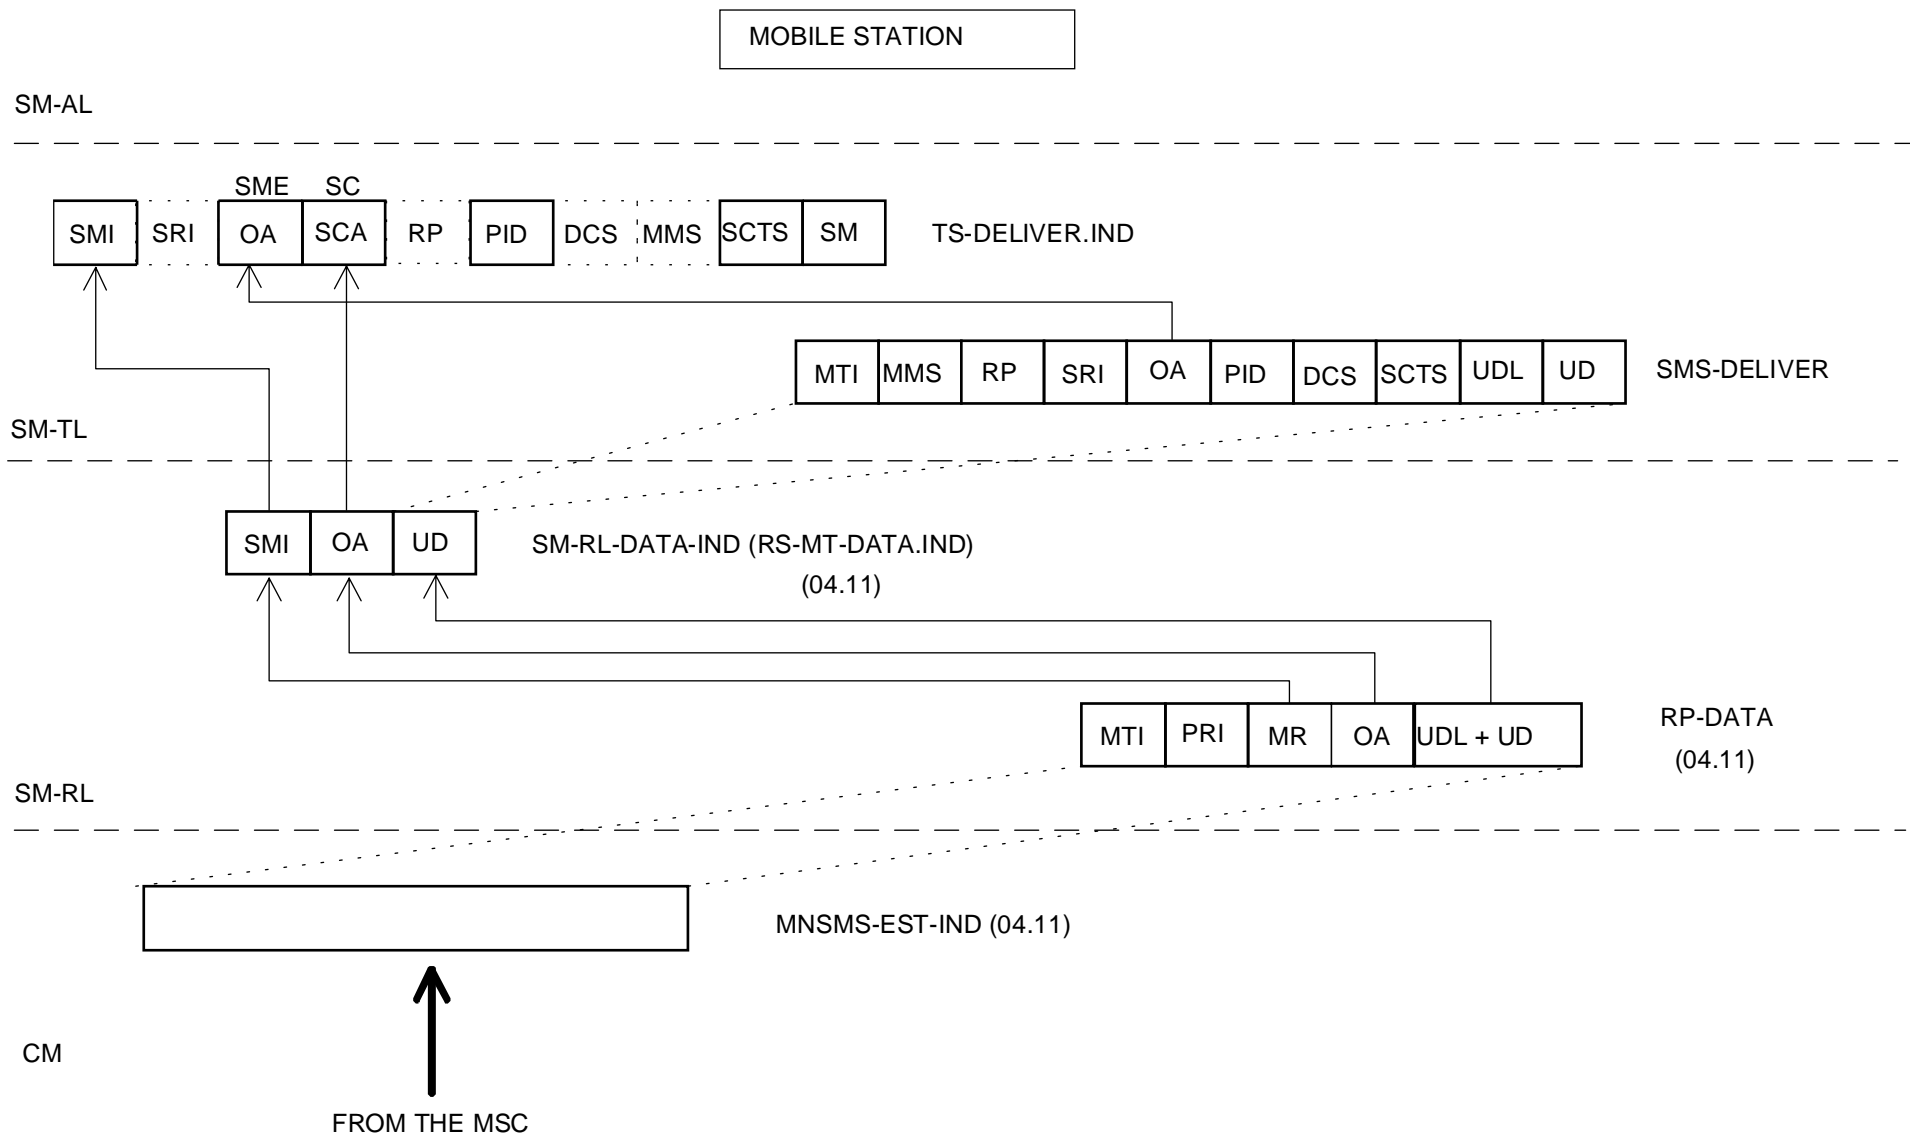 MOBILE STATION
SM-AL
SME SC
SMI SRI OA SCA RP PID DCS MMS SCTS SM TS-DELIVER.IND
MTI MMS RP SRI OA PID DCS SCTS UDL UD SMS-DELIVER
SM-TL
SMI OA UD SM-RL-DATA-IND (RS-MT-DATA.IND)
(04.11)
MTI PRI MR OA UDL + UD RP-DATA
(04.11)
SM-RL
MNSMS-EST-IND (04.11)
CM
FROM THE MSC